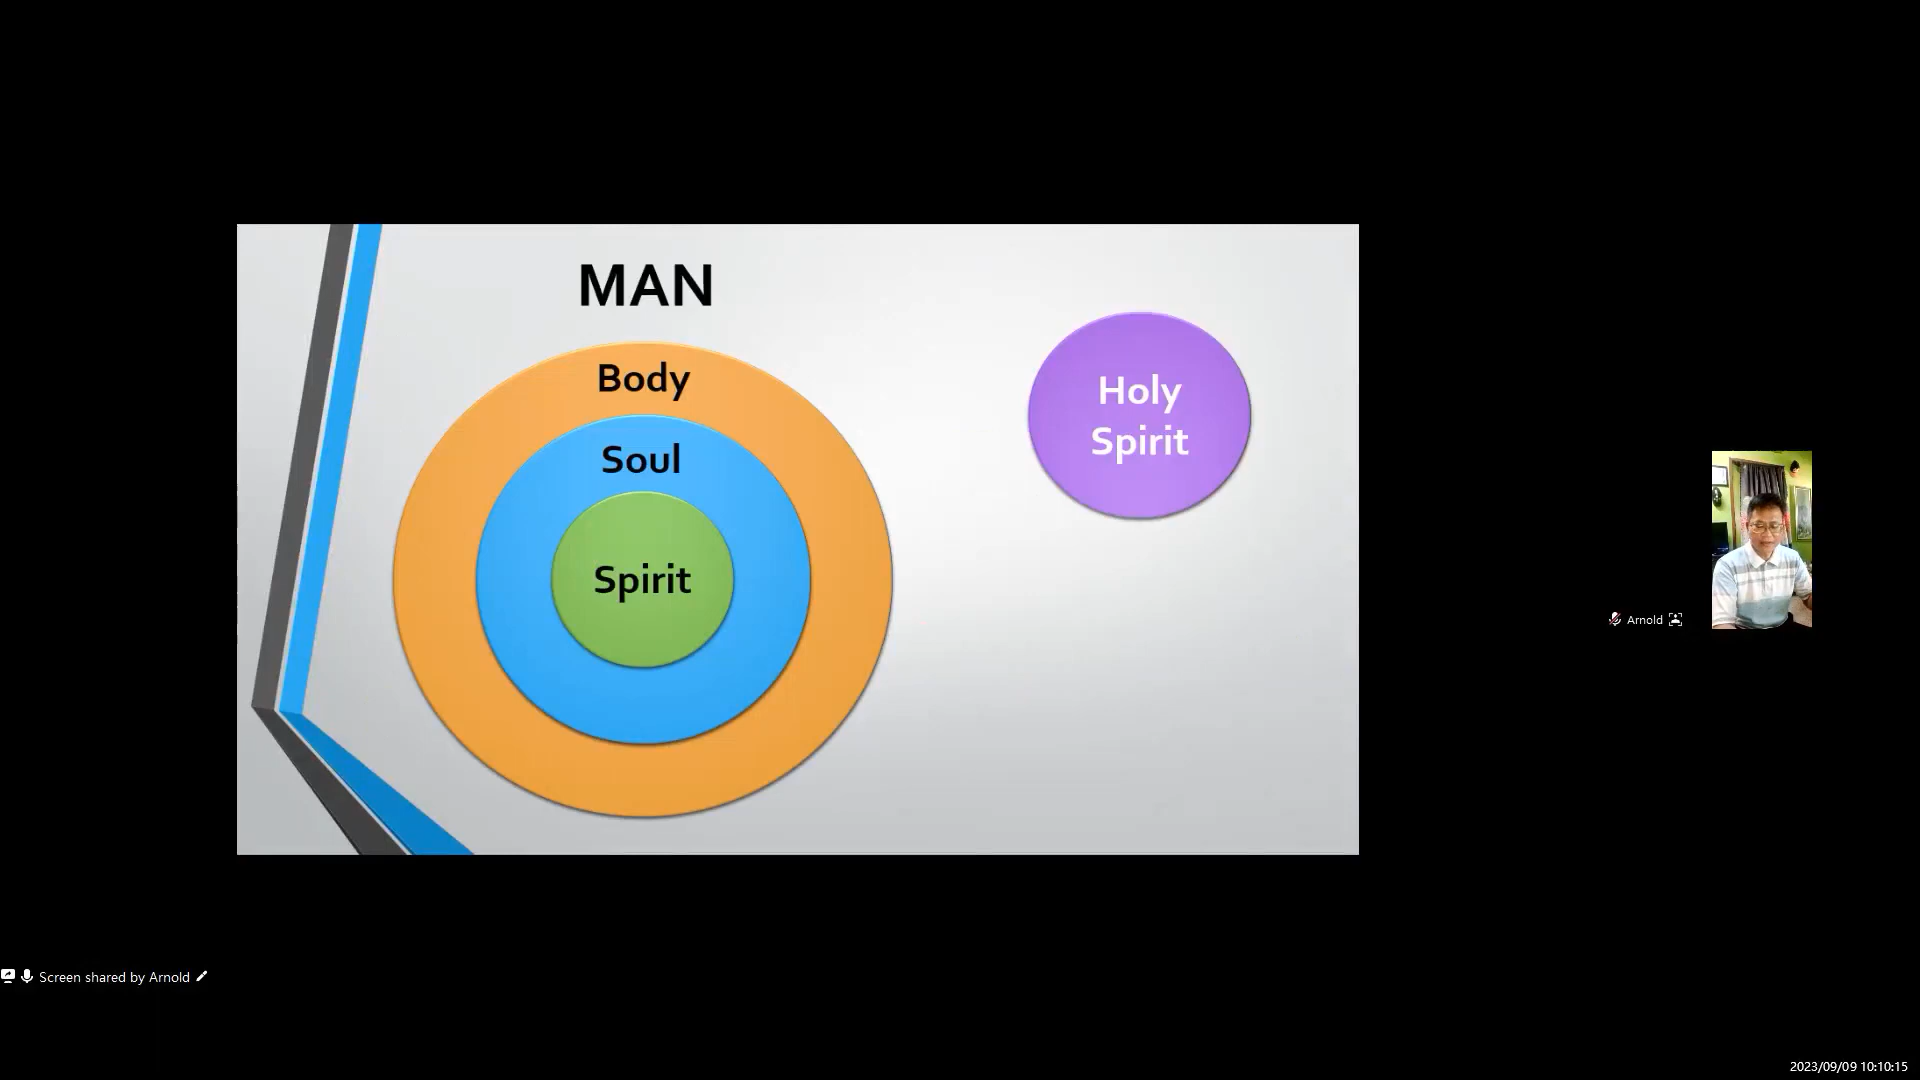 MAN
Body
Soul
Spirit
Holy
Spirit
Arnold
Screen shared by Arnold
2023/09/09 10:10:15